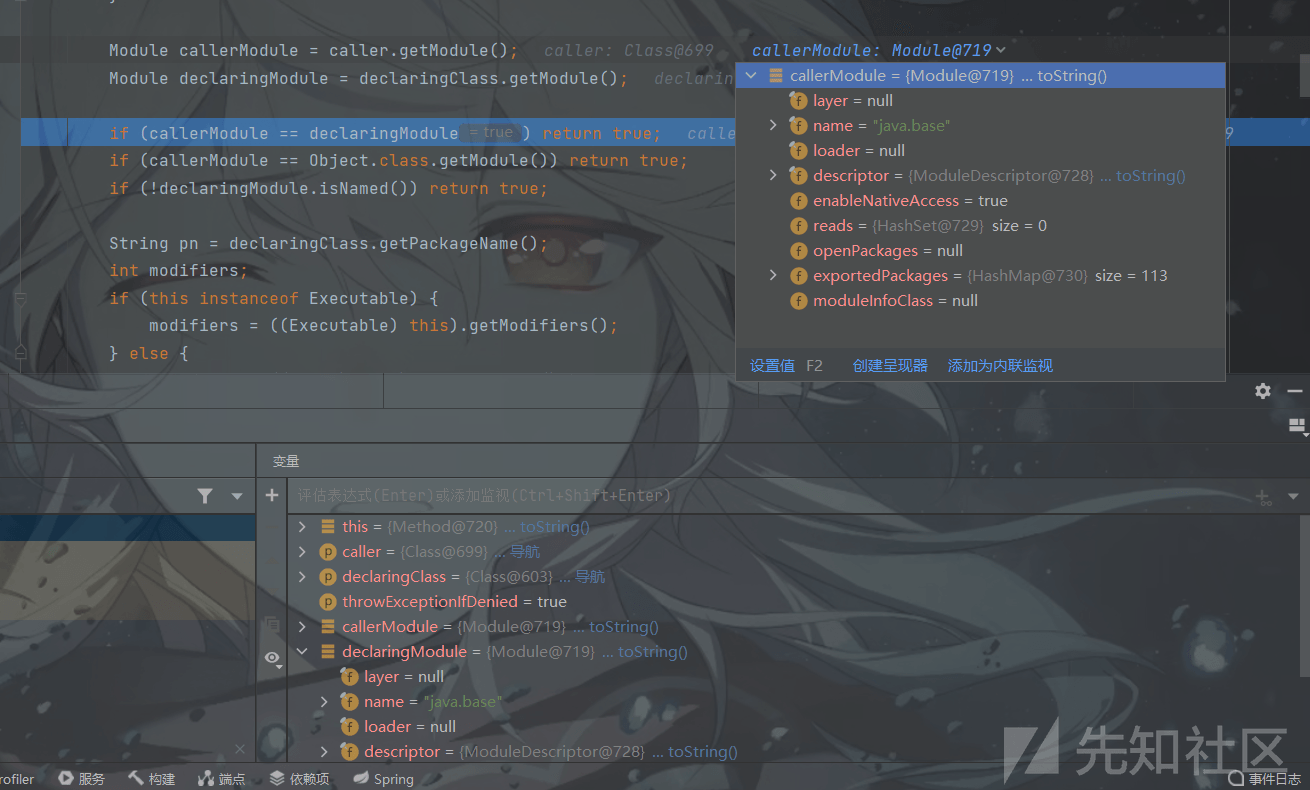 Module callerModule = caller.getModule(); caller: Class@699 callerModule: Module@719
Module declaringModule = declaringClass.getModule(); declarin
callerModule = {Module@719} ... toString()
layer = null
name = "java.base"
loader = null
descriptor = {ModuleDescriptor@728} ... toString()
enableNativeAccess = true
reads = {HashSet@729} size = 0
openPackages = null
exportedPackages = {HashMap@730} size = 113
moduleInfoClass = null
设置值 F2 创建呈现器 添加为内联监视
if (callerModule == declaringModule = true ) return true; calle 9
if (callerModule == Object.class.getModule()) return true;
if (!declaringModule.isNamed()) return true;
String pn = declaringClass.getPackageName();
int modifiers;
if (this instanceof Executable) {
modifiers = ((Executable) this).getModifiers();
} else {
变量
评估表达式(Enter)或添加监视(Ctrl+Shift+Enter)
this = {Method@720} ... toString()
caller = {Class@699} ... 导航
declaringClass = {Class@603} ... 导航
throwExceptionIfDenied = true
callerModule = {Module@719} ... toString()
declaringModule = {Module@719} ... toString()
layer = null
name = "java.base"
loader = null
descriptor = {ModuleDescriptor@728} ... toString()
先知社区
rofiler 服务 构建 端点 依赖项 Spring 事件日志